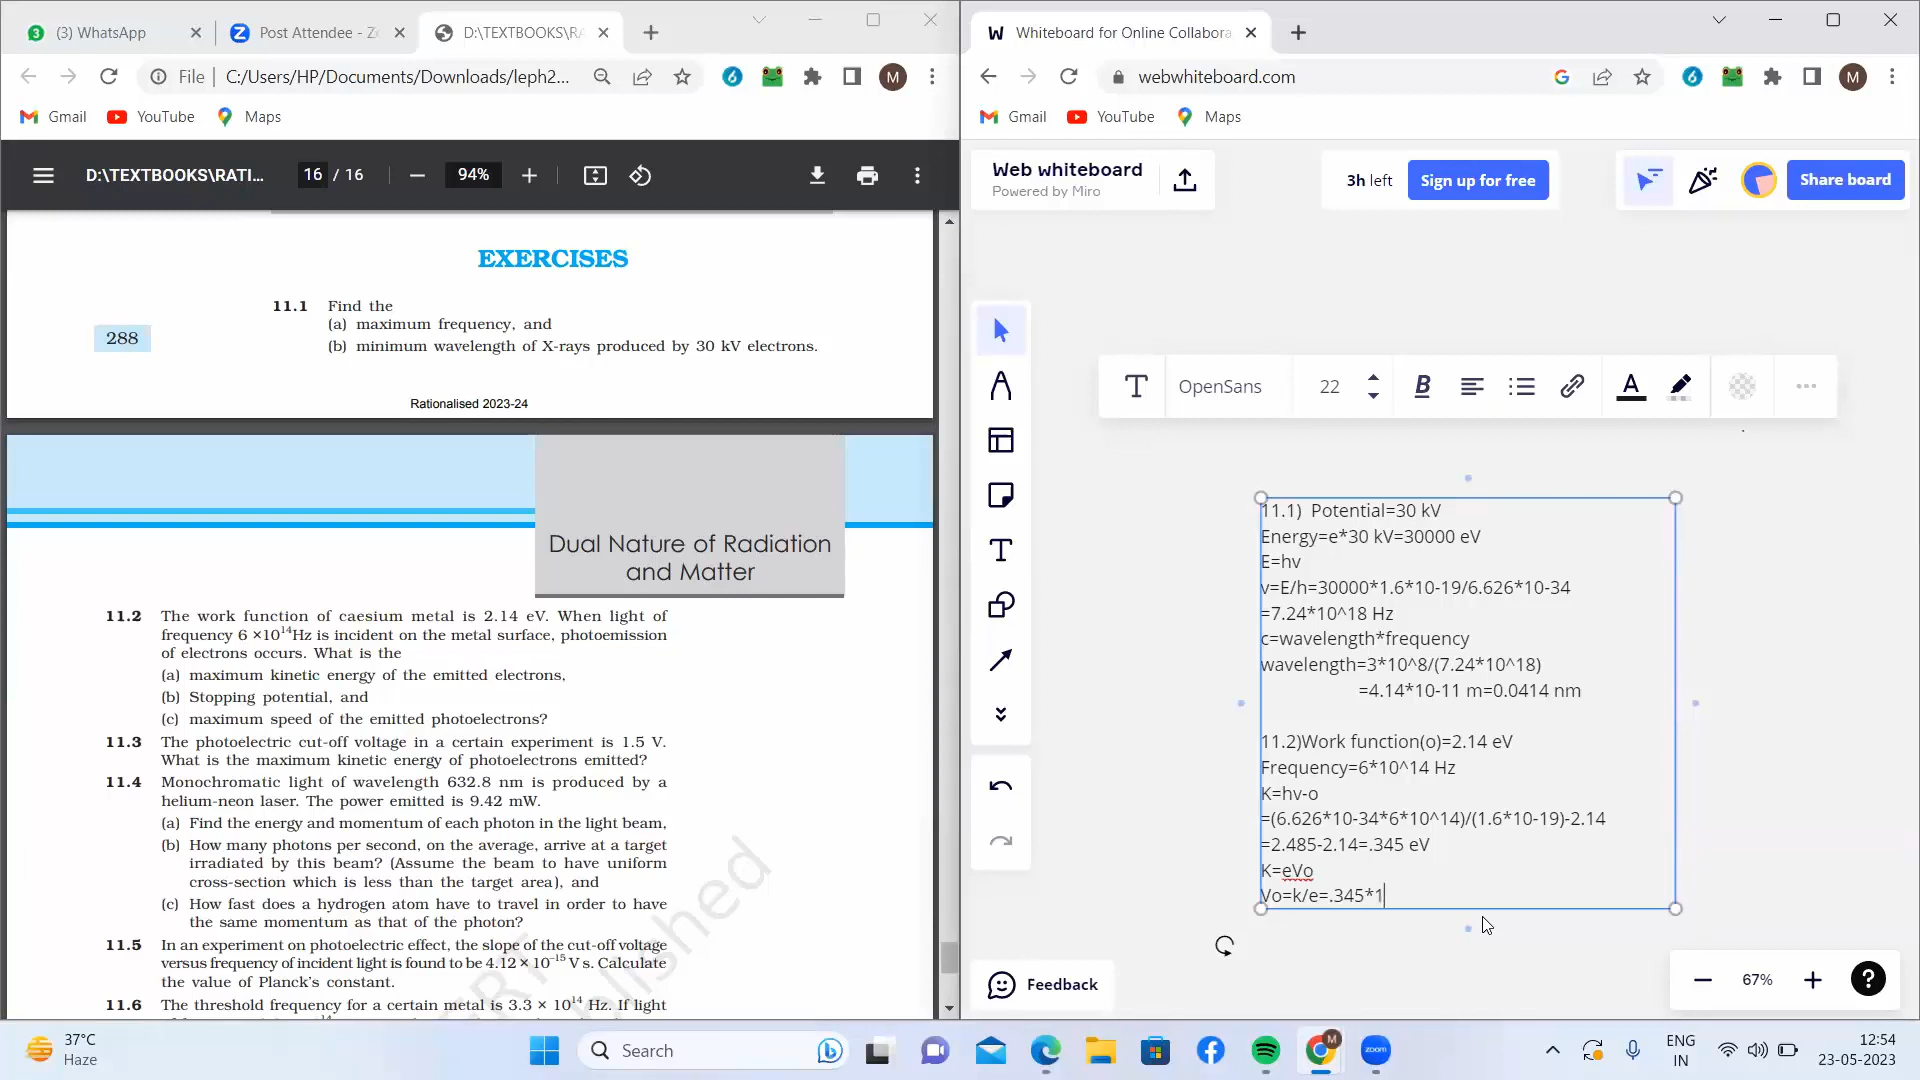 (3) WhatsApp
Post Attendee - Z
D:\TEXTBOOKS\RA
File
C:/Users/HP/Documents/Downloads/leph2...
M
Gmail
YouTube
Maps
D:\TEXTBOOKS\RATI...
16 / 16
94%
EXERCISES
11.1 Find the
(a) maximum frequency, and
288
(b) minimum wavelength of X-rays produced by 30 kV electrons.
Rationalised 2023-24
Dual Nature of Radiation
and Matter
11.2 The work function of caesium metal is 2.14 eV. When light of
frequency 6 ×10¹⁴Hz is incident on the metal surface, photoemission
of electrons occurs. What is the
(a) maximum kinetic energy of the emitted electrons,
(b) Stopping potential, and
(c) maximum speed of the emitted photoelectrons?
11.3 The photoelectric cut-off voltage in a certain experiment is 1.5 V.
What is the maximum kinetic energy of photoelectrons emitted?
11.4 Monochromatic light of wavelength 632.8 nm is produced by a
helium-neon laser. The power emitted is 9.42 mW.
(a) Find the energy and momentum of each photon in the light beam,
(b) How many photons per second, on the average, arrive at a target
irradiated by this beam? (Assume the beam to have uniform
cross-section which is less than the target area), and
(c) How fast does a hydrogen atom have to travel in order to have
the same momentum as that of the photon?
11.5 In an experiment on photoelectric effect, the slope of the cut-off voltage
versus frequency of incident light is found to be 4.12 × 10⁻¹⁵ V s. Calculate
the value of Planck's constant.
11.6 The threshold frequency for a certain metal is 3.3 × 10¹⁴ Hz. If light
Whiteboard for Online Collabora
webwhiteboard.com
M
Gmail
YouTube
Maps
Web whiteboard
Powered by Miro
3h left
Sign up for free
Share board
OpenSans
22
11.1) Potential=30 kV
Energy=e*30 kV=30000 eV
E=hv
v=E/h=30000*1.6*10-19/6.626*10-34
=7.24*10^18 Hz
c=wavelength*frequency
wavelength=3*10^8/(7.24*10^18)
=4.14*10-11 m=0.0414 nm
11.2)Work function(o)=2.14 eV
Frequency=6*10^14 Hz
K=hv-o
=(6.626*10-34*6*10^14)/(1.6*10-19)-2.14
=2.485-2.14=.345 eV
K=eVo
Vo=k/e=.345*1
Feedback
67%
37°C
Haze
Search
zoom
ENG
IN
12:54
23-05-2023